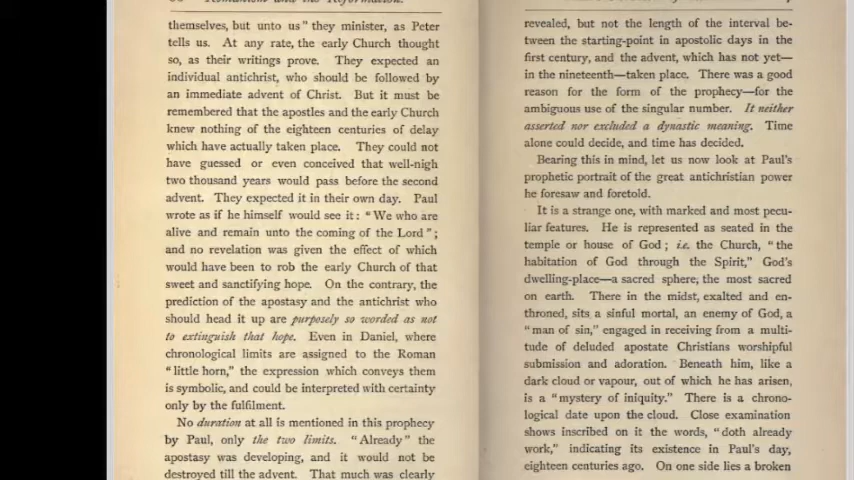 Romanism and the Reformation.
themselves, but unto us" they minister, as Peter
tells us. At any rate, the early Church thought
so, as their writings prove. They expected an
individual antichrist, who should be followed by
an immediate advent of Christ. But it must be
remembered that the apostles and the early Church
knew nothing of the eighteen centuries of delay
which have actually taken place. They could not
have guessed or even conceived that well-nigh
two thousand years would pass before the second
advent. They expected it in their own day. Paul
wrote as if he himself would see it: "We who are
alive and remain unto the coming of the Lord";
and no revelation was given the effect of which
would have been to rob the early Church of that
sweet and sanctifying hope. On the contrary, the
prediction of the apostasy and the antichrist who
should head it up are purposely so worded as not
to extinguish that hope. Even in Daniel, where
chronological limits are assigned to the Roman
"little horn," the expression which conveys them
is symbolic, and could be interpreted with certainty
only by the fulfilment.
No duration at all is mentioned in this prophecy
by Paul, only the two limits. "Already" the
apostasy was developing, and it would not be
destroyed till the advent. That much was clearly
revealed, but not the length of the interval be-
tween the starting-point in apostolic days in the
first century, and the advent, which has not yet—
in the nineteenth—taken place. There was a good
reason for the form of the prophecy—for the
ambiguous use of the singular number. It neither
asserted nor excluded a dynastic meaning. Time
alone could decide, and time has decided.
Bearing this in mind, let us now look at Paul's
prophetic portrait of the great antichristian power
he foresaw and foretold.
It is a strange one, with marked and most pecu-
liar features. He is represented as seated in the
temple or house of God; i.e. the Church, "the
habitation of God through the Spirit," God's
dwelling-place—a sacred sphere, the most sacred
on earth. There in the midst, exalted and en-
throned, sits a sinful mortal, an enemy of God, a
"man of sin," engaged in receiving from a multi-
tude of deluded apostate Christians worshipful
submission and adoration. Beneath him, like a
dark cloud or vapour, out of which he has arisen,
is a "mystery of iniquity." There is a chrono-
logical date upon the cloud. Close examination
shows inscribed on it the words, "doth already
work," indicating its existence in Paul's day,
eighteen centuries ago. On one side lies a broken